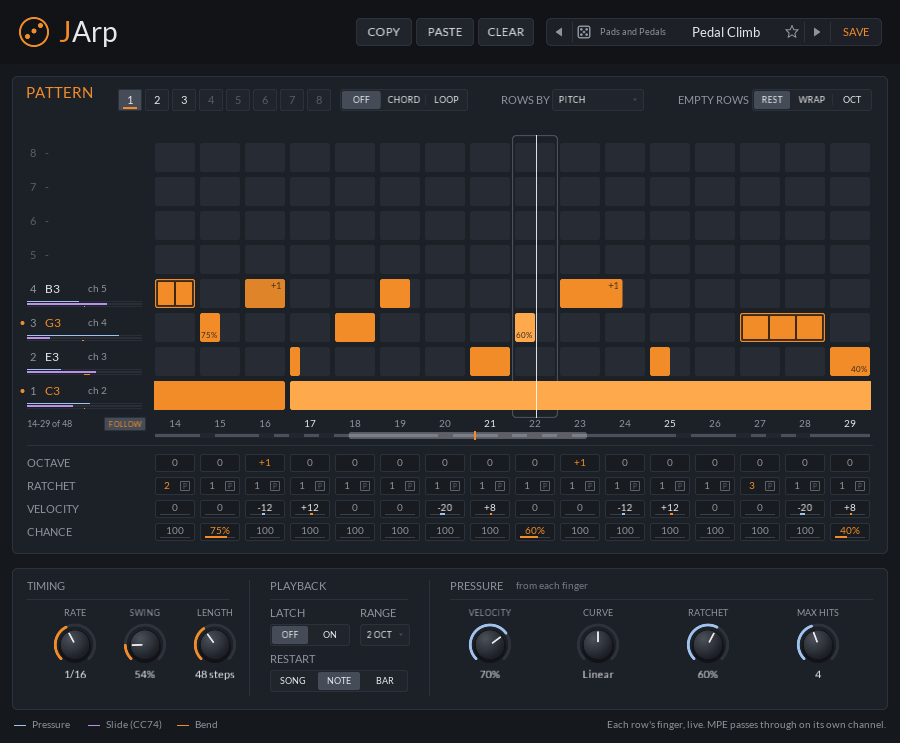 JArp
COPY PASTE CLEAR Pads and Pedals Pedal Climb SAVE
PATTERN 1 2 3 4 5 6 7 8 OFF CHORD LOOP ROWS BY PITCH EMPTY ROWS REST WRAP OCT
8 -
7 -
6 -
5 -
4 B3 ch 5 +1 +1
3 G3 ch 4 75% 60%
2 E3 ch 3 40%
1 C3 ch 2
14-29 of 48 FOLLOW 14 15 16 17 18 19 20 21 22 23 24 25 26 27 28 29
OCTAVE 0 0 +1 0 0 0 0 0 0 +1 0 0 0 0 0 0
RATCHET 2 P 1 P 1 P 1 P 1 P 1 P 1 P 1 P 1 P 1 P 1 P 1 P 1 P 3 P 1 P 1 P
VELOCITY 0 0 -12 +12 0 0 -20 +8 0 0 -12 +12 0 0 -20 +8
CHANCE 100 75% 100 100 100 100 100 100 60% 100 100 100 100 100 100 40%
TIMING PLAYBACK PRESSURE from each finger
RATE SWING LENGTH LATCH RANGE VELOCITY CURVE RATCHET MAX HITS
OFF ON 2 OCT
RESTART
1/16 54% 48 steps SONG NOTE BAR 70% Linear 60% 4
Pressure Slide (CC74) Bend Each row's finger, live. MPE passes through on its own channel.